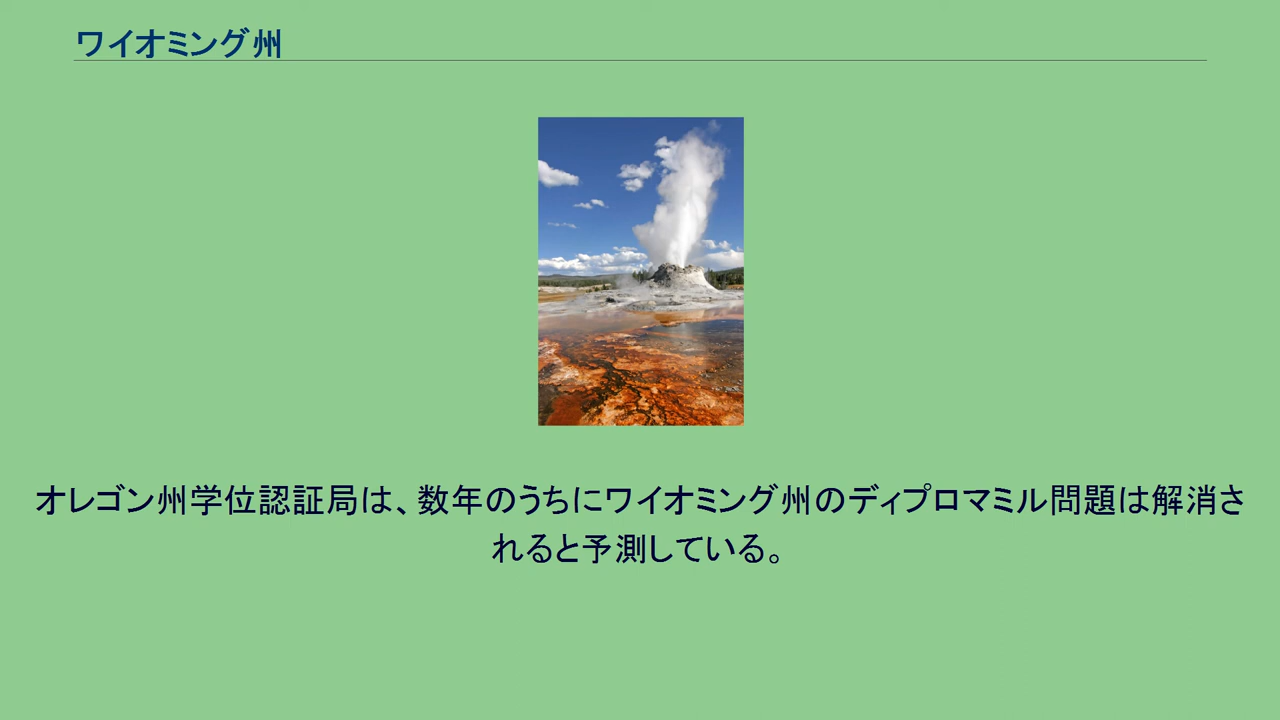 ワイオミング州
オレゴン州学位認証局は、数年のうちにワイオミング州のディプロマミル問題は解消さ
れると予測している。